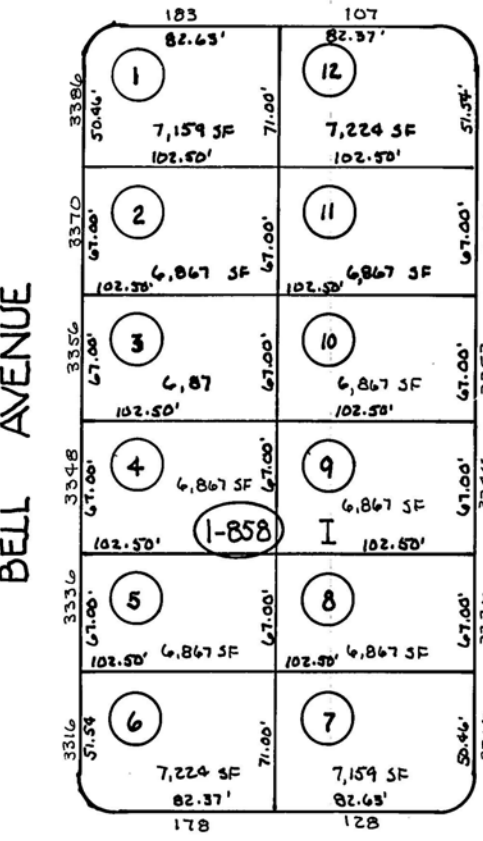 183 107
82.63' 82.37'
1 12
3386 50.46' 71.00' 51.54'
7,159 SF 7,224 SF
102.50' 102.50'
2 11
3370 67.00' 67.00' 67.00'
6,867 SF 6,867 SF
102.50' 102.50'
3 10
3356 67.00' 67.00' 67.00'
6,87 6,867 SF
102.50' 102.50'
BELL AVENUE
4 9
3348 67.00' 67.00' 67.00'
6,867 SF 6,867 SF
1-858 I
102.50' 102.50'
5 8
3336 67.00' 67.00' 67.00'
102.50' 6,867 SF 102.50' 6,867 SF
6 7
3316 51.54 71.00' 50.46'
7,224 SF 7,159 SF
82.37' 82.63'
178 128